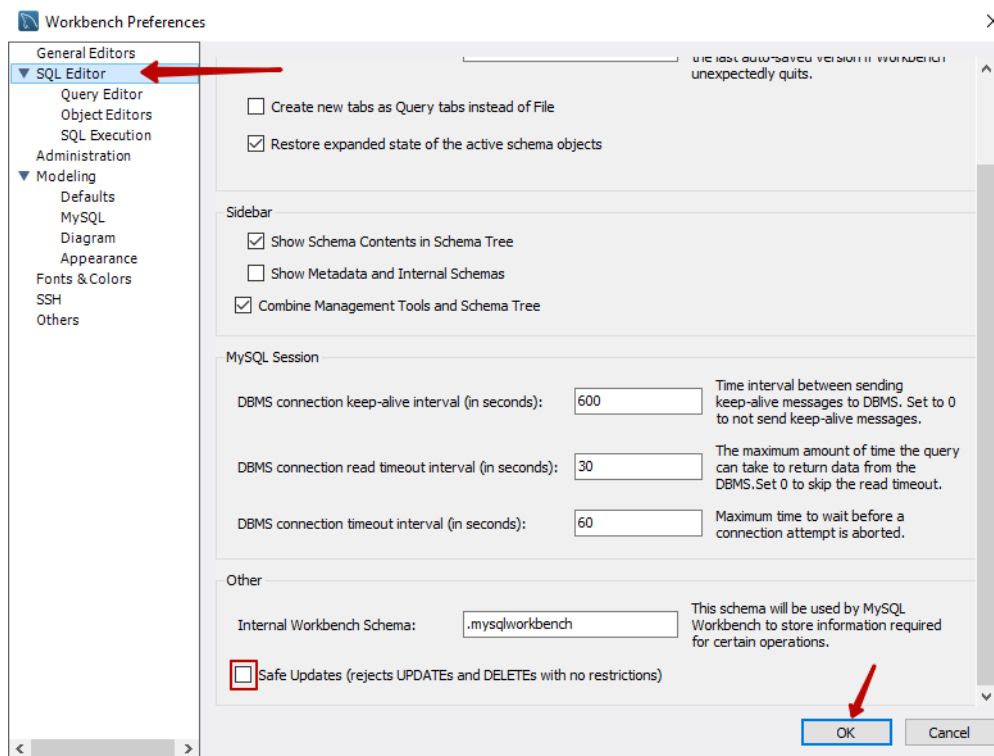 Workbench Preferences
General Editors
SQL Editor
Query Editor
Object Editors
SQL Execution
Administration
Modeling
Defaults
MySQL
Diagram
Appearance
Fonts & Colors
SSH
Others
the last auto-saved version if Workbench
unexpectedly quits.
Create new tabs as Query tabs instead of File
Restore expanded state of the active schema objects
Sidebar
Show Schema Contents in Schema Tree
Show Metadata and Internal Schemas
Combine Management Tools and Schema Tree
MySQL Session
DBMS connection keep-alive interval (in seconds):
600
Time interval between sending
keep-alive messages to DBMS. Set to 0
to not send keep-alive messages.
DBMS connection read timeout interval (in seconds):
30
The maximum amount of time the query
can take to return data from the
DBMS.Set 0 to skip the read timeout.
DBMS connection timeout interval (in seconds):
60
Maximum time to wait before a
connection attempt is aborted.
Other
Internal Workbench Schema:
.mysqlworkbench
This schema will be used by MySQL
Workbench to store information required
for certain operations.
Safe Updates (rejects UPDATEs and DELETEs with no restrictions)
OK
Cancel